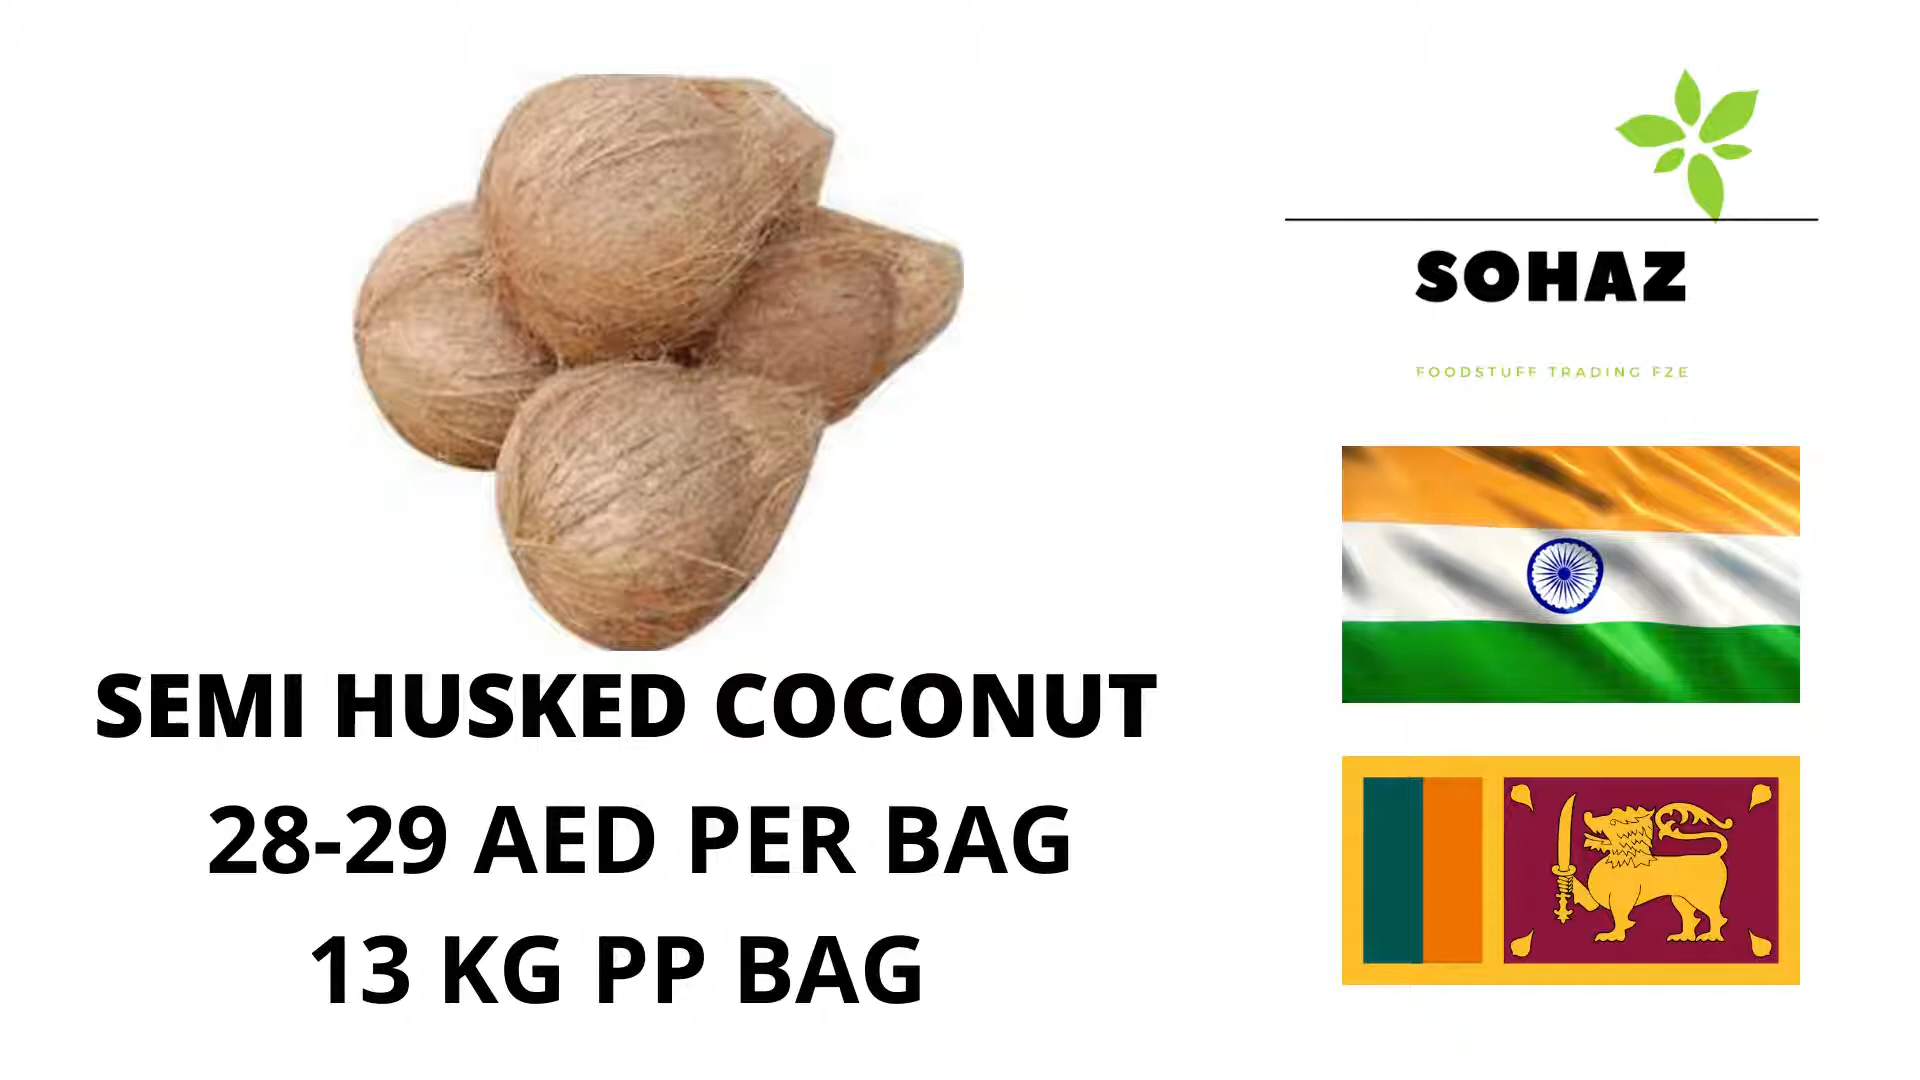 SOHAZ
FOODSTUFF TRADING FZE
SEMI HUSKED COCONUT
28-29 AED PER BAG
13 KG PP BAG